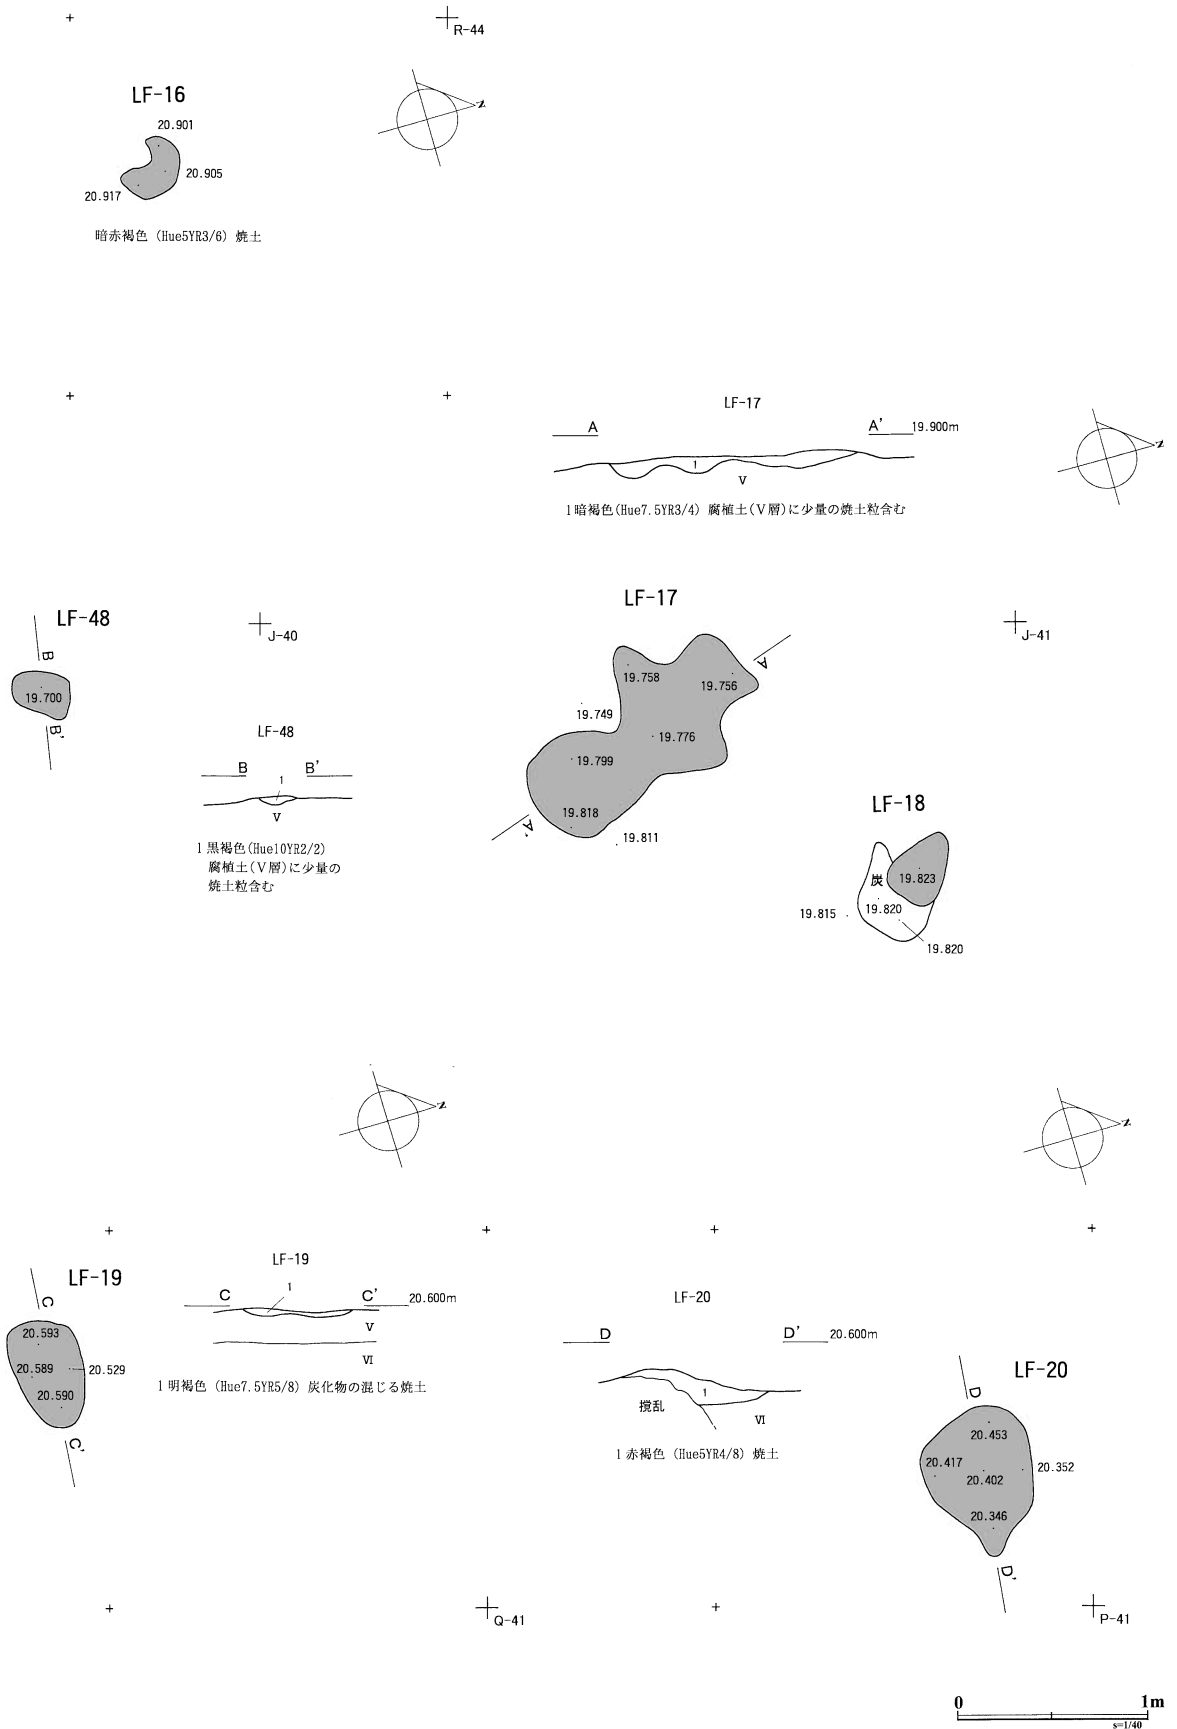 R-44
LF-16
N
20.901
20.905
20.917
暗赤褐色 (Hue5YR3/6) 焼土
LF-17
A
A' 19.900m
N
1
V
1暗褐色(Hue7.5YR3/4) 腐植土(V層)に少量の焼土粒含む
LF-48
B
19.700
B'
J-40
LF-48
B
B'
1
V
1黒褐色(Hue10YR2/2)
腐植土(V層)に少量の
焼土粒含む
LF-17
J-41
A
19.758
19.756
19.749
19.776
19.799
19.818
19.811
A'
LF-18
炭
19.823
19.815
19.820
19.820
N
N
LF-19
C
20.593
20.589
20.529
20.590
C'
LF-19
1
C
C' 20.600m
V
VI
1明褐色 (Hue7.5YR5/8) 炭化物の混じる焼土
LF-20
D
D' 20.600m
1
撹乱
VI
1赤褐色 (Hue5YR4/8) 焼土
LF-20
D
20.453
20.417
20.352
20.402
20.346
D'
Q-41
P-41
0
1m
s=1/40